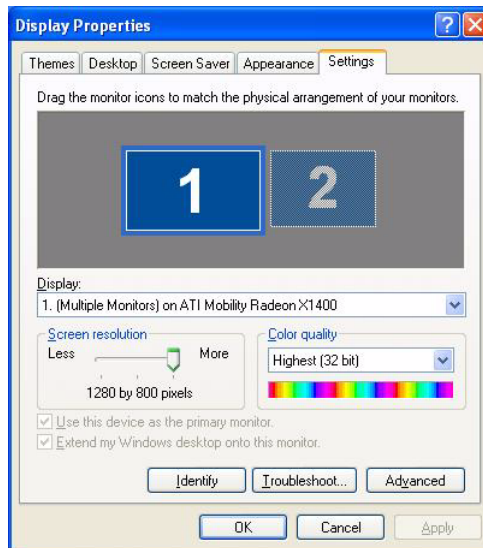 Display Properties
Themes Desktop Screen Saver Appearance Settings
Drag the monitor icons to match the physical arrangement of your monitors.
1 2
Display:
1. (Multiple Monitors) on ATI Mobility Radeon X1400
Screen resolution
Less More
1280 by 800 pixels
Color quality
Highest (32 bit)
Use this device as the primary monitor.
Extend my Windows desktop onto this monitor.
Identify Troubleshoot... Advanced
OK Cancel Apply